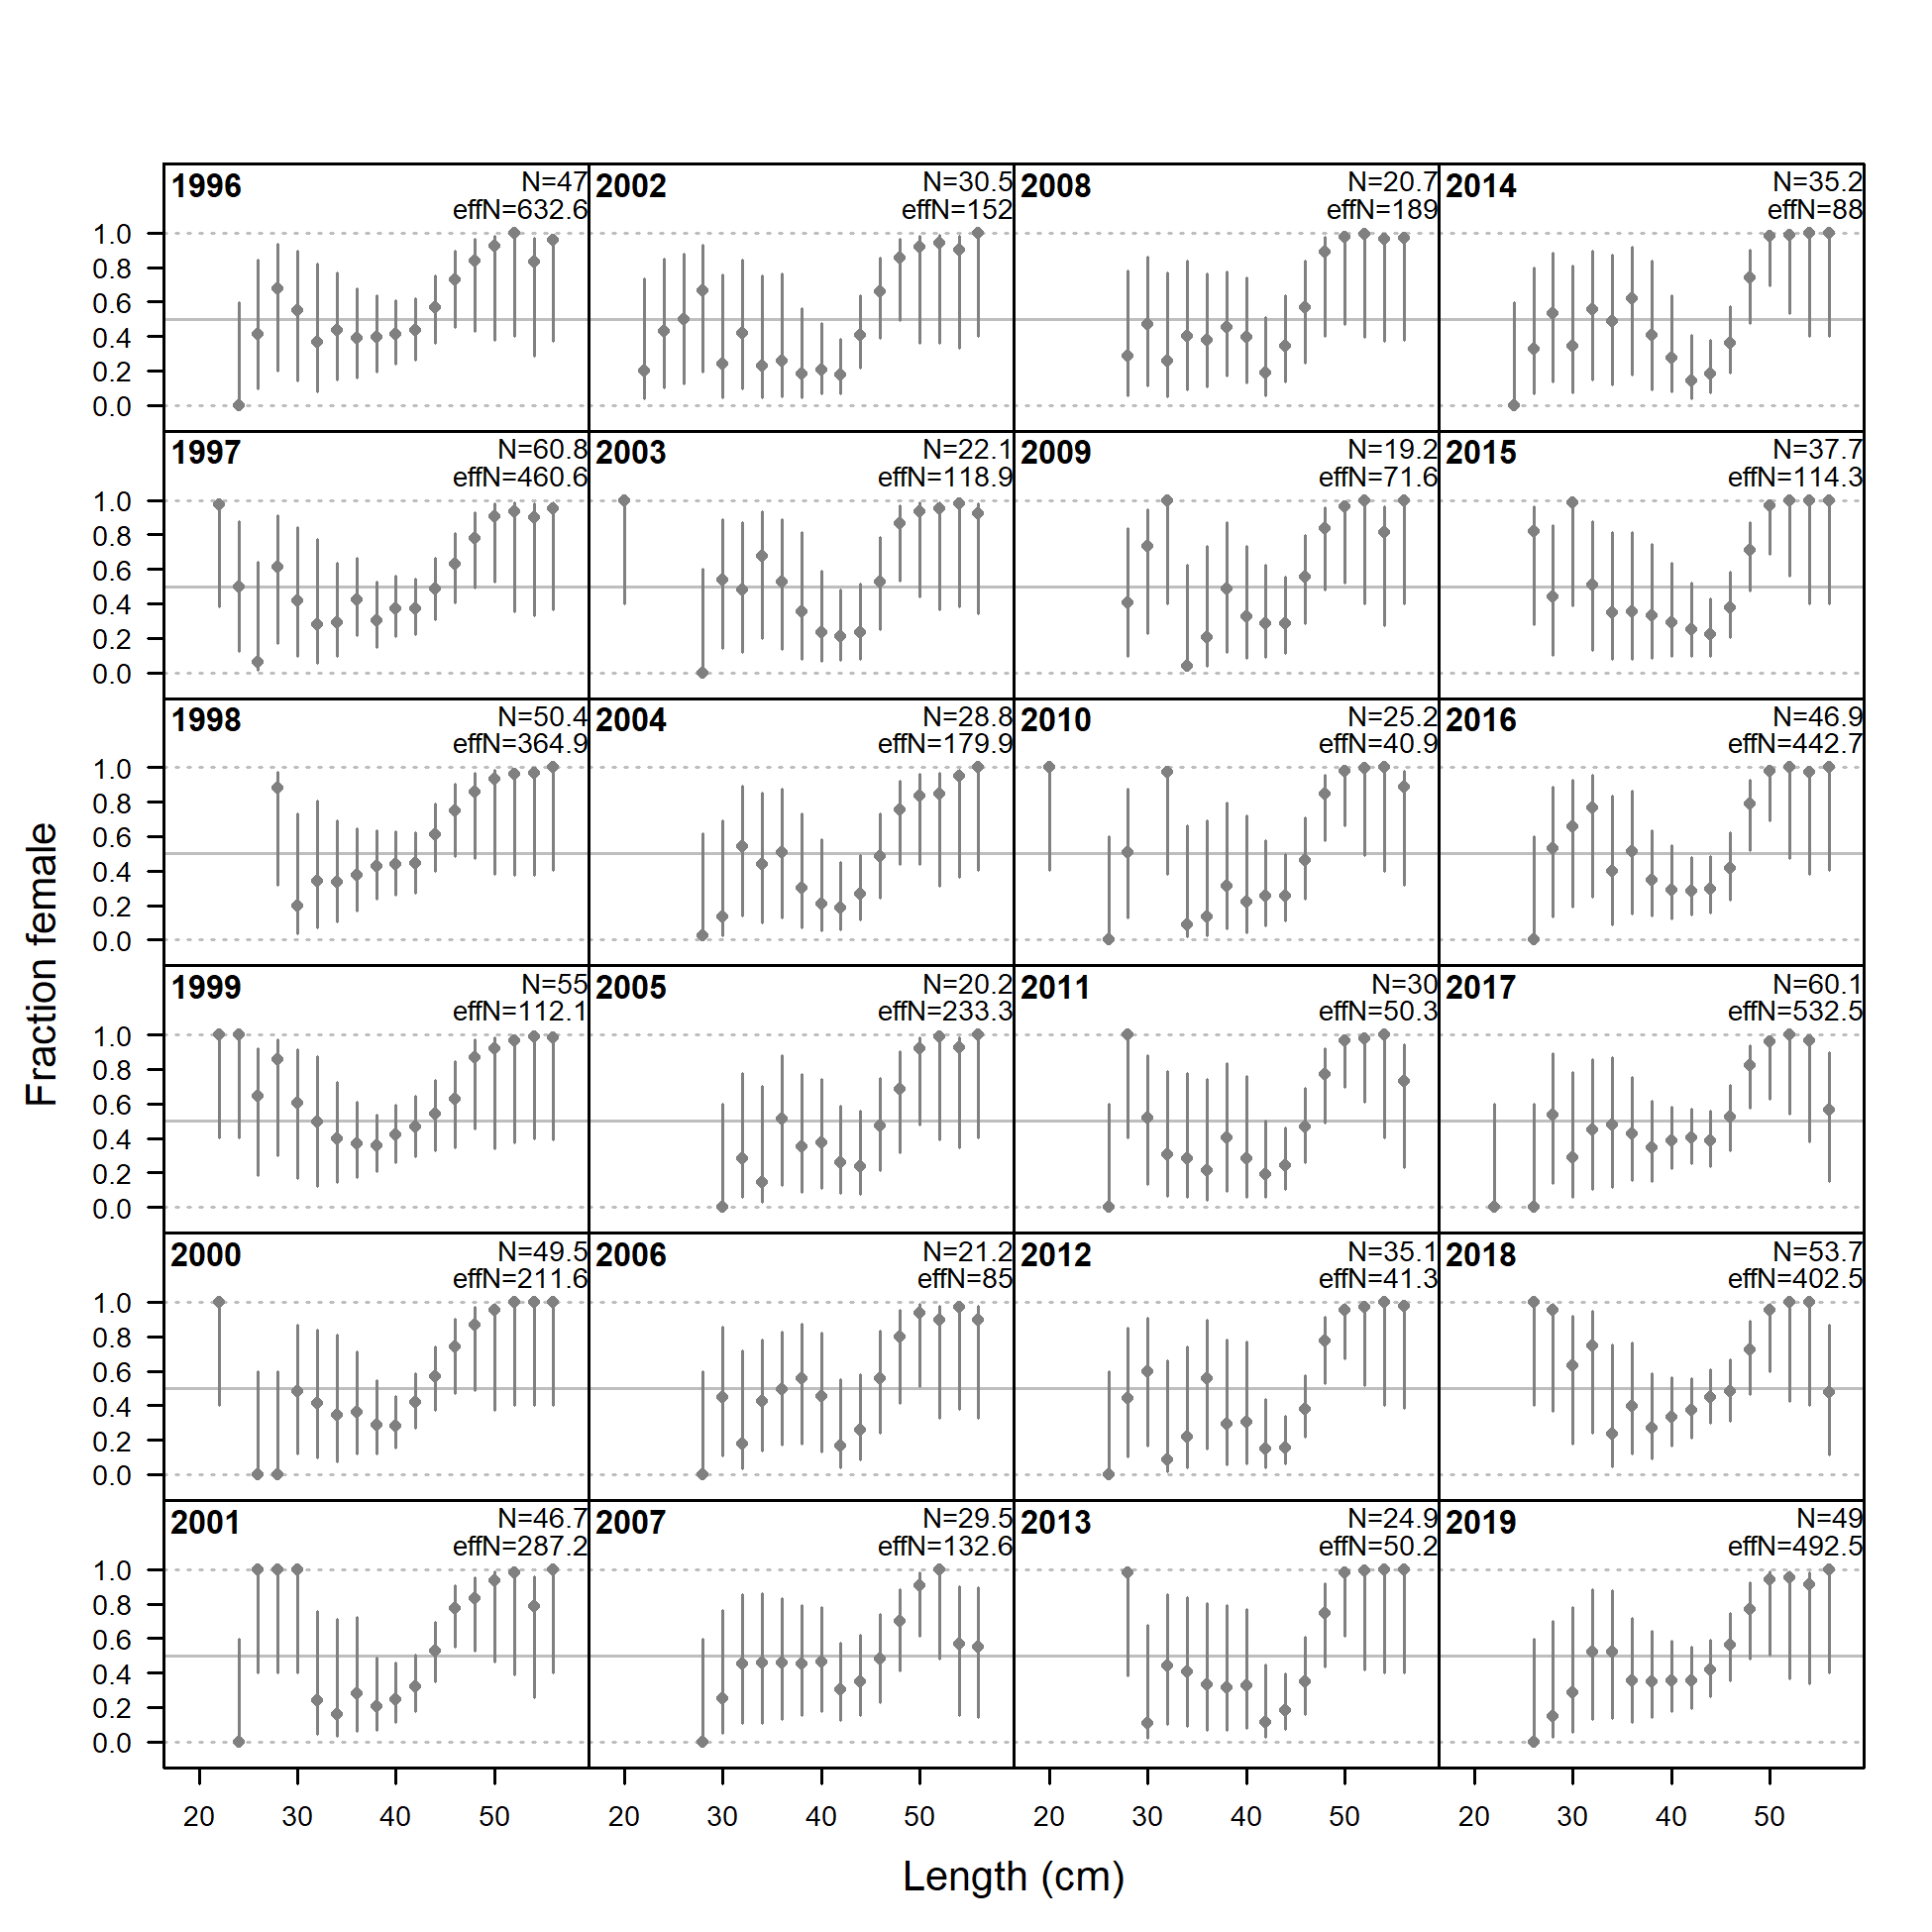 1996 N=47 2002 N=30.5 2008 N=20.7 2014 N=35.2
effN=632.6 effN=152 effN=189 effN=88
1.0
0.8
0.6
0.4
0.2
0.0
1997 N=60.8 2003 N=22.1 2009 N=19.2 2015 N=37.7
effN=460.6 effN=118.9 effN=71.6 effN=114.3
1.0
0.8
0.6
0.4
0.2
0.0
1998 N=50.4 2004 N=28.8 2010 N=25.2 2016 N=46.9
effN=364.9 effN=179.9 effN=40.9 effN=442.7
1.0
0.8
0.6
0.4
0.2
0.0
1999 N=55 2005 N=20.2 2011 N=30 2017 N=60.1
effN=112.1 effN=233.3 effN=50.3 effN=532.5
1.0
0.8
0.6
0.4
0.2
0.0
2000 N=49.5 2006 N=21.2 2012 N=35.1 2018 N=53.7
effN=211.6 effN=85 effN=41.3 effN=402.5
1.0
0.8
0.6
0.4
0.2
0.0
2001 N=46.7 2007 N=29.5 2013 N=24.9 2019 N=49
effN=287.2 effN=132.6 effN=50.2 effN=492.5
1.0
0.8
0.6
0.4
0.2
0.0
20 30 40 50 20 30 40 50 20 30 40 50 20 30 40 50
Length (cm)
Fraction female